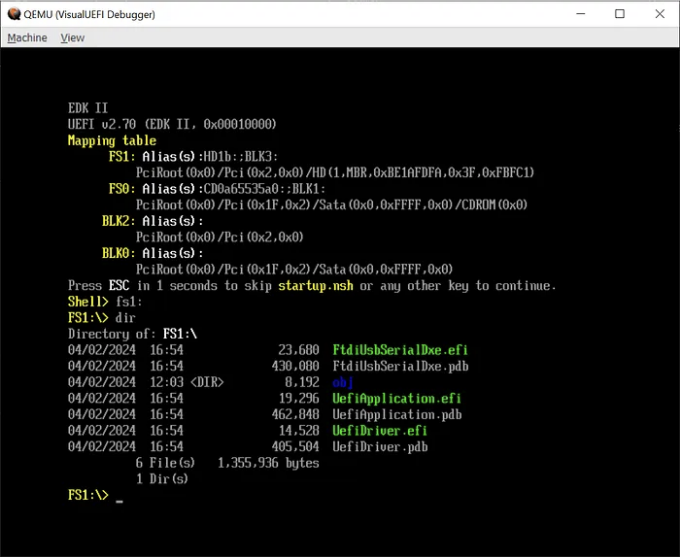 QEMU (VisualUEFI Debugger)
Machine View
EDK II
UEFI v2.70 (EDK II, 0x00010000)
Mapping table
FS1: Alias(s):HD1b:;BLK3:
PciRoot(0x0)/Pci(0x2,0x0)/HD(1,MBR,0xBE1AFDFA,0x3F,0xFBFC1)
FS0: Alias(s):CD0a65535a0:;BLK1:
PciRoot(0x0)/Pci(0x1F,0x2)/Sata(0x0,0xFFFF,0x0)/CDROM(0x0)
BLK2: Alias(s):
PciRoot(0x0)/Pci(0x2,0x0)
BLK0: Alias(s):
PciRoot(0x0)/Pci(0x1F,0x2)/Sata(0x0,0xFFFF,0x0)
Press ESC in 1 seconds to skip startup.nsh or any other key to continue.
Shell> fs1:
FS1:\> dir
Directory of: FS1:\
04/02/2024 16:54 23,680 FtdiUsbSerialDxe.efi
04/02/2024 16:54 430,080 FtdiUsbSerialDxe.pdb
04/02/2024 12:03 <DIR> 8,192 obj
04/02/2024 16:54 19,296 UefiApplication.efi
04/02/2024 16:54 462,848 UefiApplication.pdb
04/02/2024 16:54 14,528 UefiDriver.efi
04/02/2024 16:54 405,504 UefiDriver.pdb
6 File(s) 1,355,936 bytes
1 Dir(s)
FS1:\> _